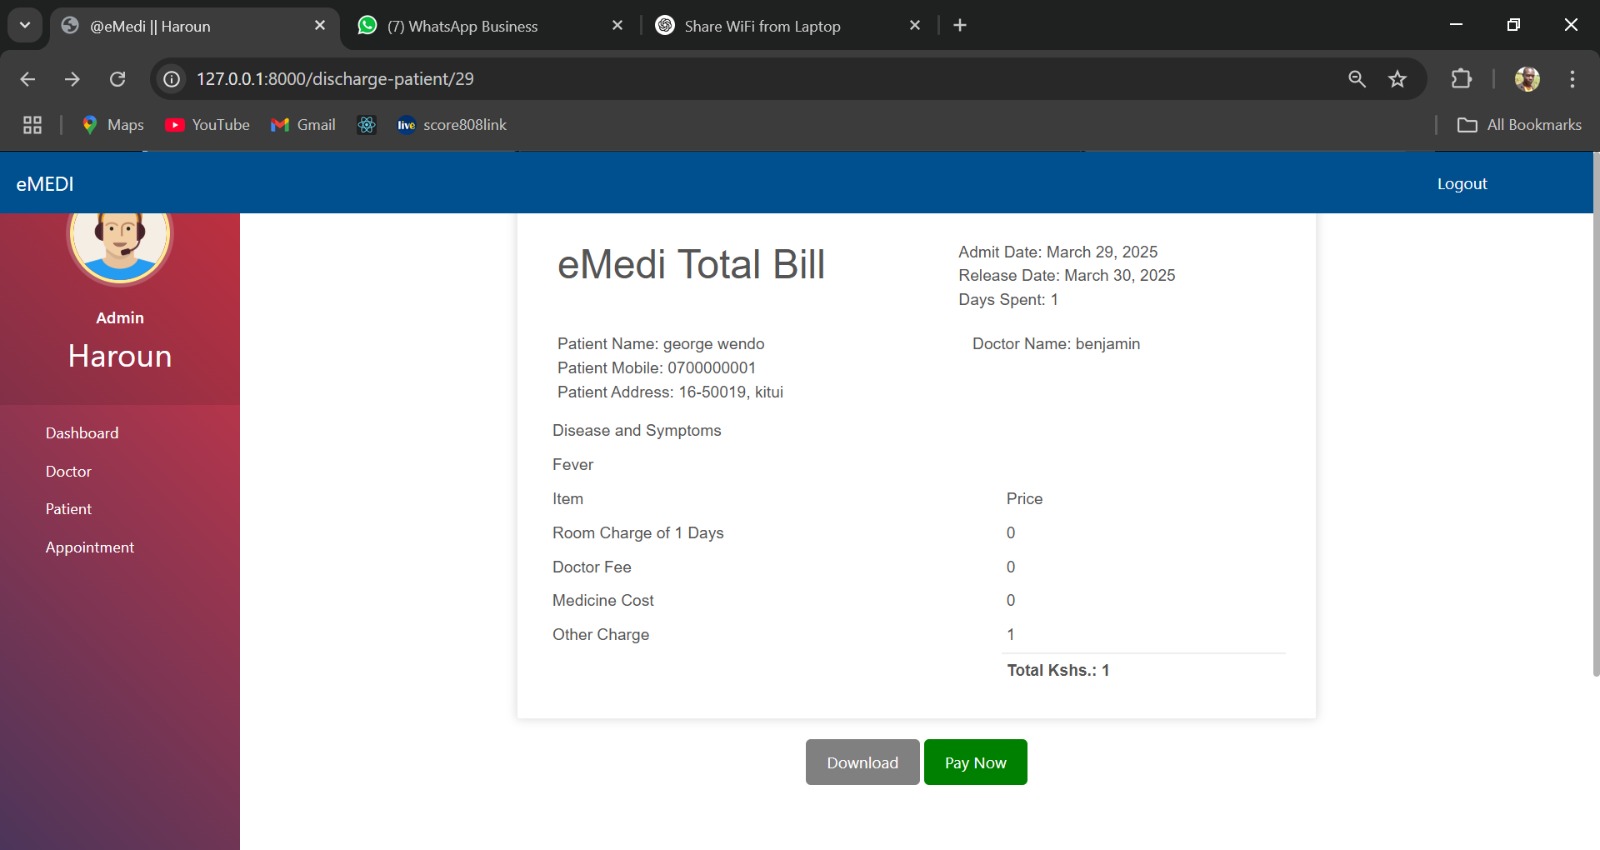 @eMedi || Haroun
(7) WhatsApp Business
Share WiFi from Laptop
127.0.0.1:8000/discharge-patient/29
Maps
YouTube
Gmail
live
score808link
All Bookmarks
eMEDI
Logout
Admin
Haroun
Dashboard
Doctor
Patient
Appointment
eMedi Total Bill
Admit Date: March 29, 2025
Release Date: March 30, 2025
Days Spent: 1
Patient Name: george wendo
Patient Mobile: 0700000001
Patient Address: 16-50019, kitui
Doctor Name: benjamin
Disease and Symptoms
Fever
Item Price
Room Charge of 1 Days 0
Doctor Fee 0
Medicine Cost 0
Other Charge 1
Total Kshs.: 1
Download
Pay Now